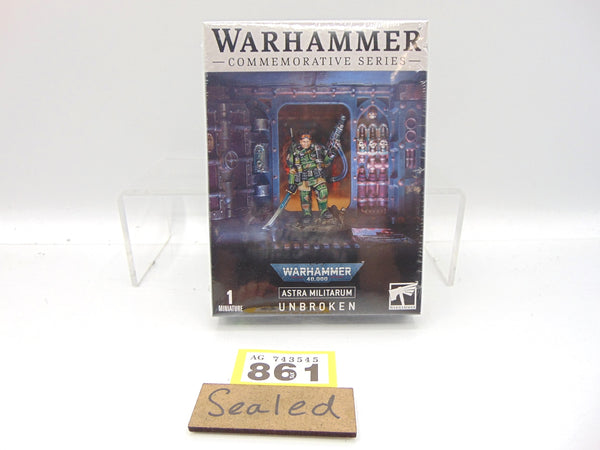 WARHAMMER
COMMEMORATIVE SERIES
WARHAMMER
40,000
ASTRA MILITARUM
UNBROKEN
1
MINIATURE
AG 743545
861
Sealed